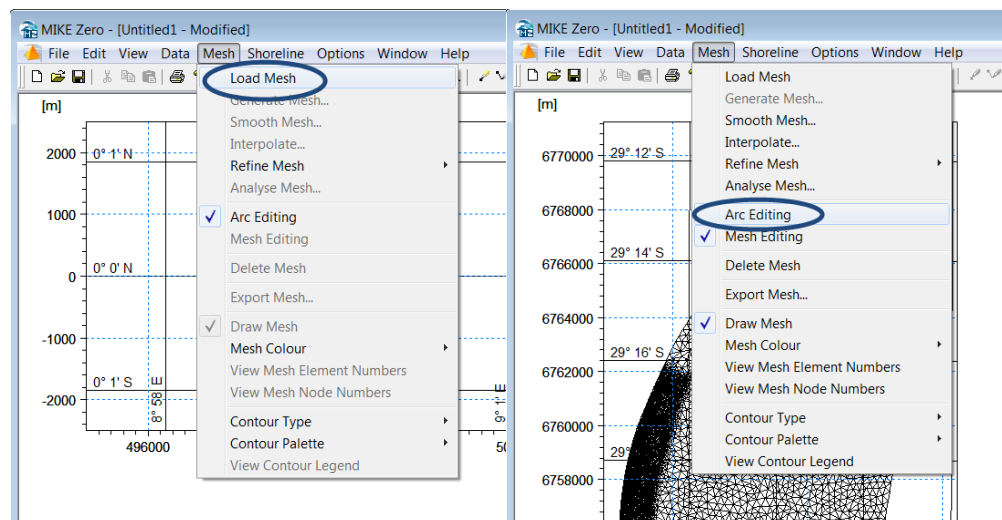 MIKE Zero - [Untitled1 - Modified]
File Edit View Data Mesh Shoreline Options Window Help
[m]
2000
1000
0
-1000
-2000
0° 1' N
0° 0' N
0° 1' S
8° 58' E
9° 1' E
496000
Load Mesh
Generate Mesh...
Smooth Mesh...
Interpolate...
Refine Mesh
Analyse Mesh...
Arc Editing
Mesh Editing
Delete Mesh
Export Mesh...
Draw Mesh
Mesh Colour
View Mesh Element Numbers
View Mesh Node Numbers
Contour Type
Contour Palette
View Contour Legend
MIKE Zero - [Untitled1 - Modified]
File Edit View Data Mesh Shoreline Options Window Help
[m]
6770000
6768000
6766000
6764000
6762000
6760000
6758000
29° 12' S
29° 14' S
29° 16' S
29°
Load Mesh
Generate Mesh...
Smooth Mesh...
Interpolate...
Refine Mesh
Analyse Mesh...
Arc Editing
Mesh Editing
Delete Mesh
Export Mesh...
Draw Mesh
Mesh Colour
View Mesh Element Numbers
View Mesh Node Numbers
Contour Type
Contour Palette
View Contour Legend